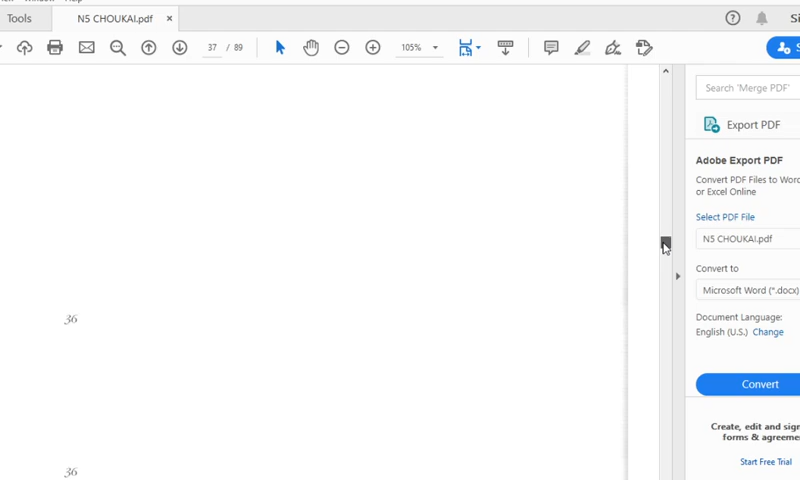 Tools
N5 CHOUKAI.pdf
37 / 89
105%
Search 'Merge PDF'
Export PDF
Adobe Export PDF
Convert PDF Files to Word
or Excel Online
Select PDF File
N5 CHOUKAI.pdf
Convert to
Microsoft Word (*.docx)
Document Language:
English (U.S.) Change
Convert
Create, edit and sign
forms & agreeme
Start Free Trial
36
36